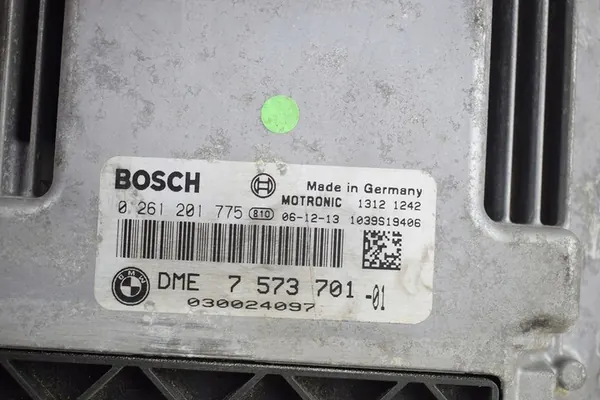 BOSCH Made in Germany
MOTRONIC 1312 1242
0 261 201 775 810 06-12-13 1039S19406
BMW DME 7 573 701 -01
030024097